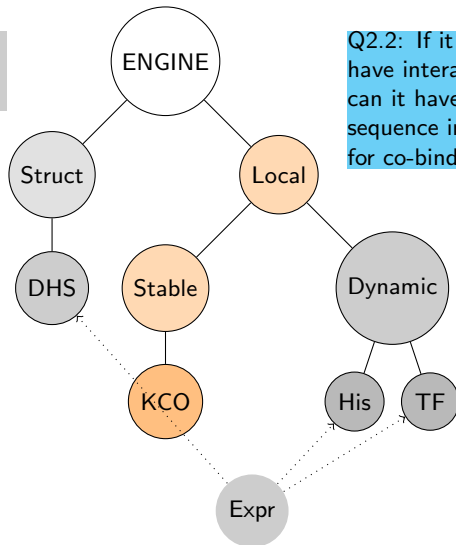 ENGINE
Q2.2: If it
have intera
can it have
sequence in
for co-bind
Struct
Local
DHS
Stable
Dynamic
KCO
His
TF
Expr